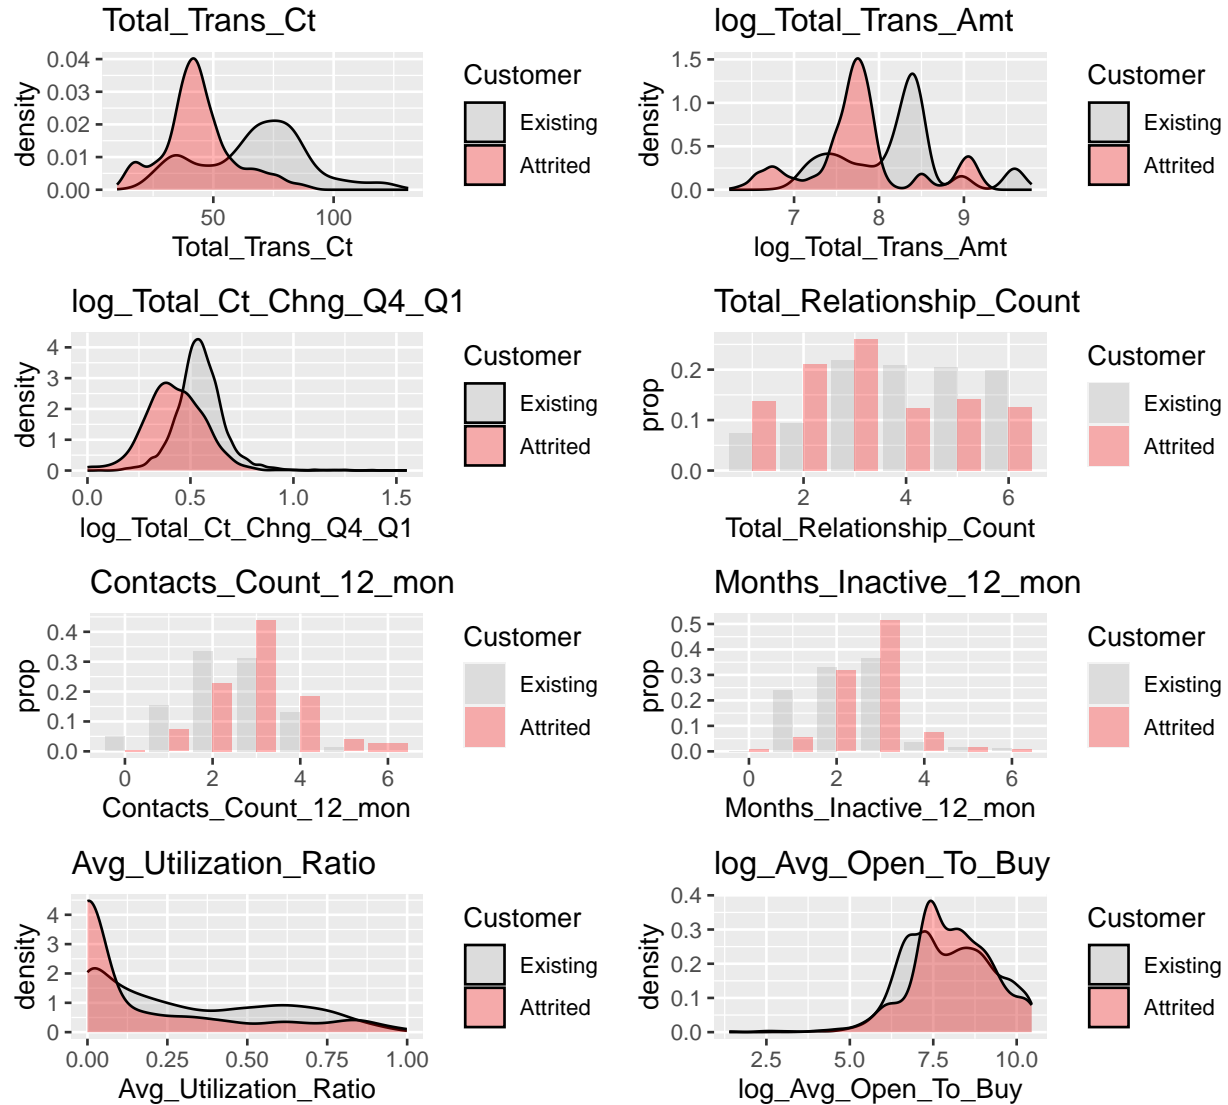 Total_Trans_Ct
density
0.04
0.03
0.02
0.01
0.00
50 100
Total_Trans_Ct
Customer
Existing
Attrited
log_Total_Trans_Amt
density
1.5
1.0
0.5
0.0
7 8 9
log_Total_Trans_Amt
Customer
Existing
Attrited
log_Total_Ct_Chng_Q4_Q1
density
4
3
2
1
0
0.0 0.5 1.0 1.5
log_Total_Ct_Chng_Q4_Q1
Customer
Existing
Attrited
Total_Relationship_Count
prop
0.2
0.1
0.0
2 4 6
Total_Relationship_Count
Customer
Existing
Attrited
Contacts_Count_12_mon
prop
0.4
0.3
0.2
0.1
0.0
0 2 4 6
Contacts_Count_12_mon
Customer
Existing
Attrited
Months_Inactive_12_mon
prop
0.5
0.4
0.3
0.2
0.1
0.0
0 2 4 6
Months_Inactive_12_mon
Customer
Existing
Attrited
Avg_Utilization_Ratio
density
4
3
2
1
0
0.00 0.25 0.50 0.75 1.00
Avg_Utilization_Ratio
Customer
Existing
Attrited
log_Avg_Open_To_Buy
density
0.4
0.3
0.2
0.1
0.0
2.5 5.0 7.5 10.0
log_Avg_Open_To_Buy
Customer
Existing
Attrited